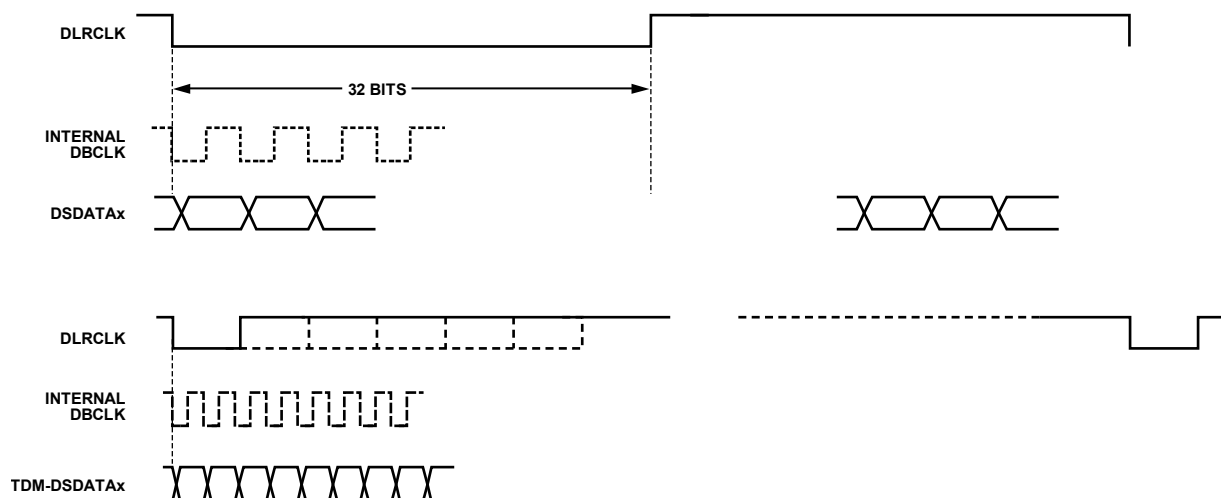 DLRCLK
32 BITS
INTERNAL
DBCLK
DSDATAx
DLRCLK
INTERNAL
DBCLK
TDM-DSDATAx